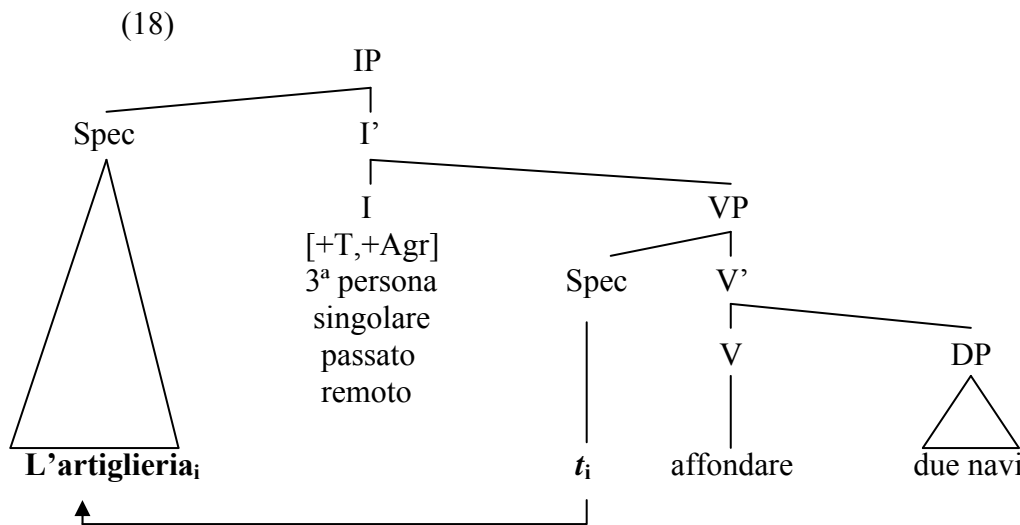 (18)
IP
Spec I’
I VP
[+T,+Agr]
3ª persona Spec V’
singolare
passato V DP
remoto
L’artiglieriai ti affondare due navi